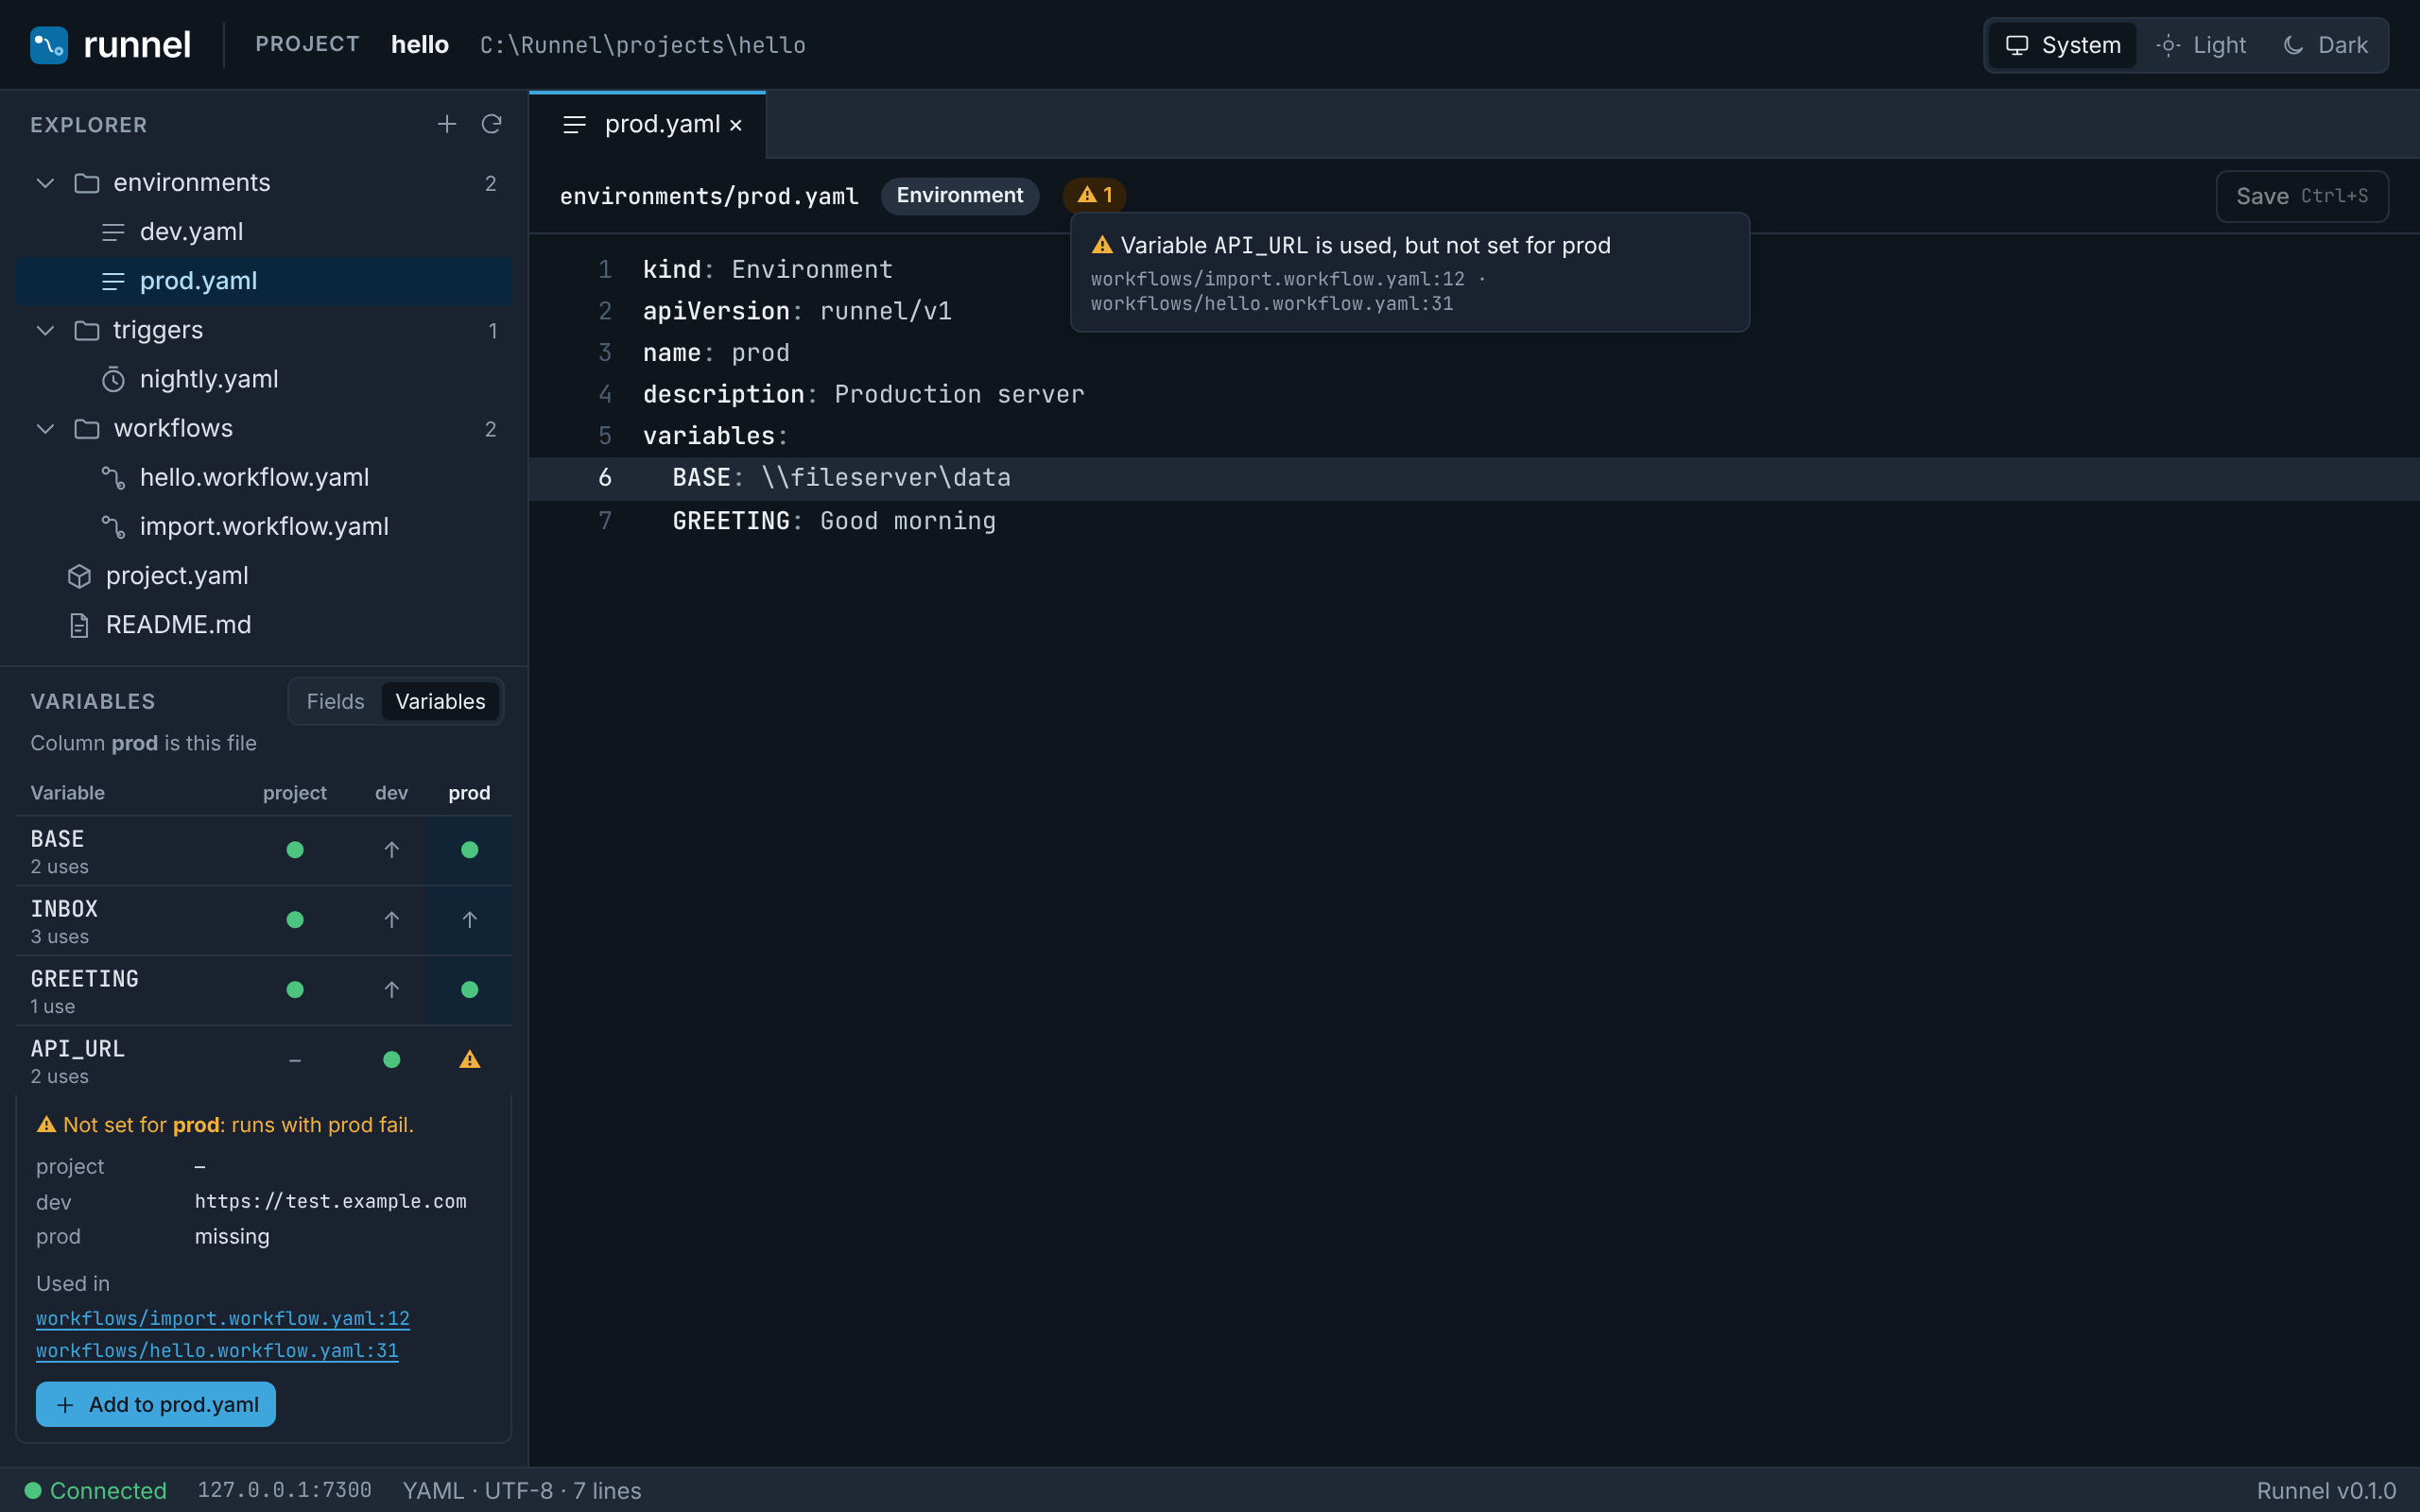 runnel PROJECT hello C:\Runnel\projects\hello System Light Dark
EXPLORER
environments 2
dev.yaml
prod.yaml
triggers 1
nightly.yaml
workflows 2
hello.workflow.yaml
import.workflow.yaml
project.yaml
README.md
VARIABLES Fields Variables
Column prod is this file
Variable project dev prod
BASE
2 uses
INBOX
3 uses
GREETING
1 use
API_URL
2 uses
Not set for prod: runs with prod fail.
project –
dev https://test.example.com
prod missing
Used in
workflows/import.workflow.yaml:12
workflows/hello.workflow.yaml:31
+ Add to prod.yaml
prod.yaml ×
environments/prod.yaml Environment 1 Save Ctrl+S
Variable API_URL is used, but not set for prod
workflows/import.workflow.yaml:12 ·
workflows/hello.workflow.yaml:31
1 kind: Environment
2 apiVersion: runnel/v1
3 name: prod
4 description: Production server
5 variables:
6 BASE: \\fileserver\data
7 GREETING: Good morning
Connected 127.0.0.1:7300 YAML · UTF-8 · 7 lines Runnel v0.1.0